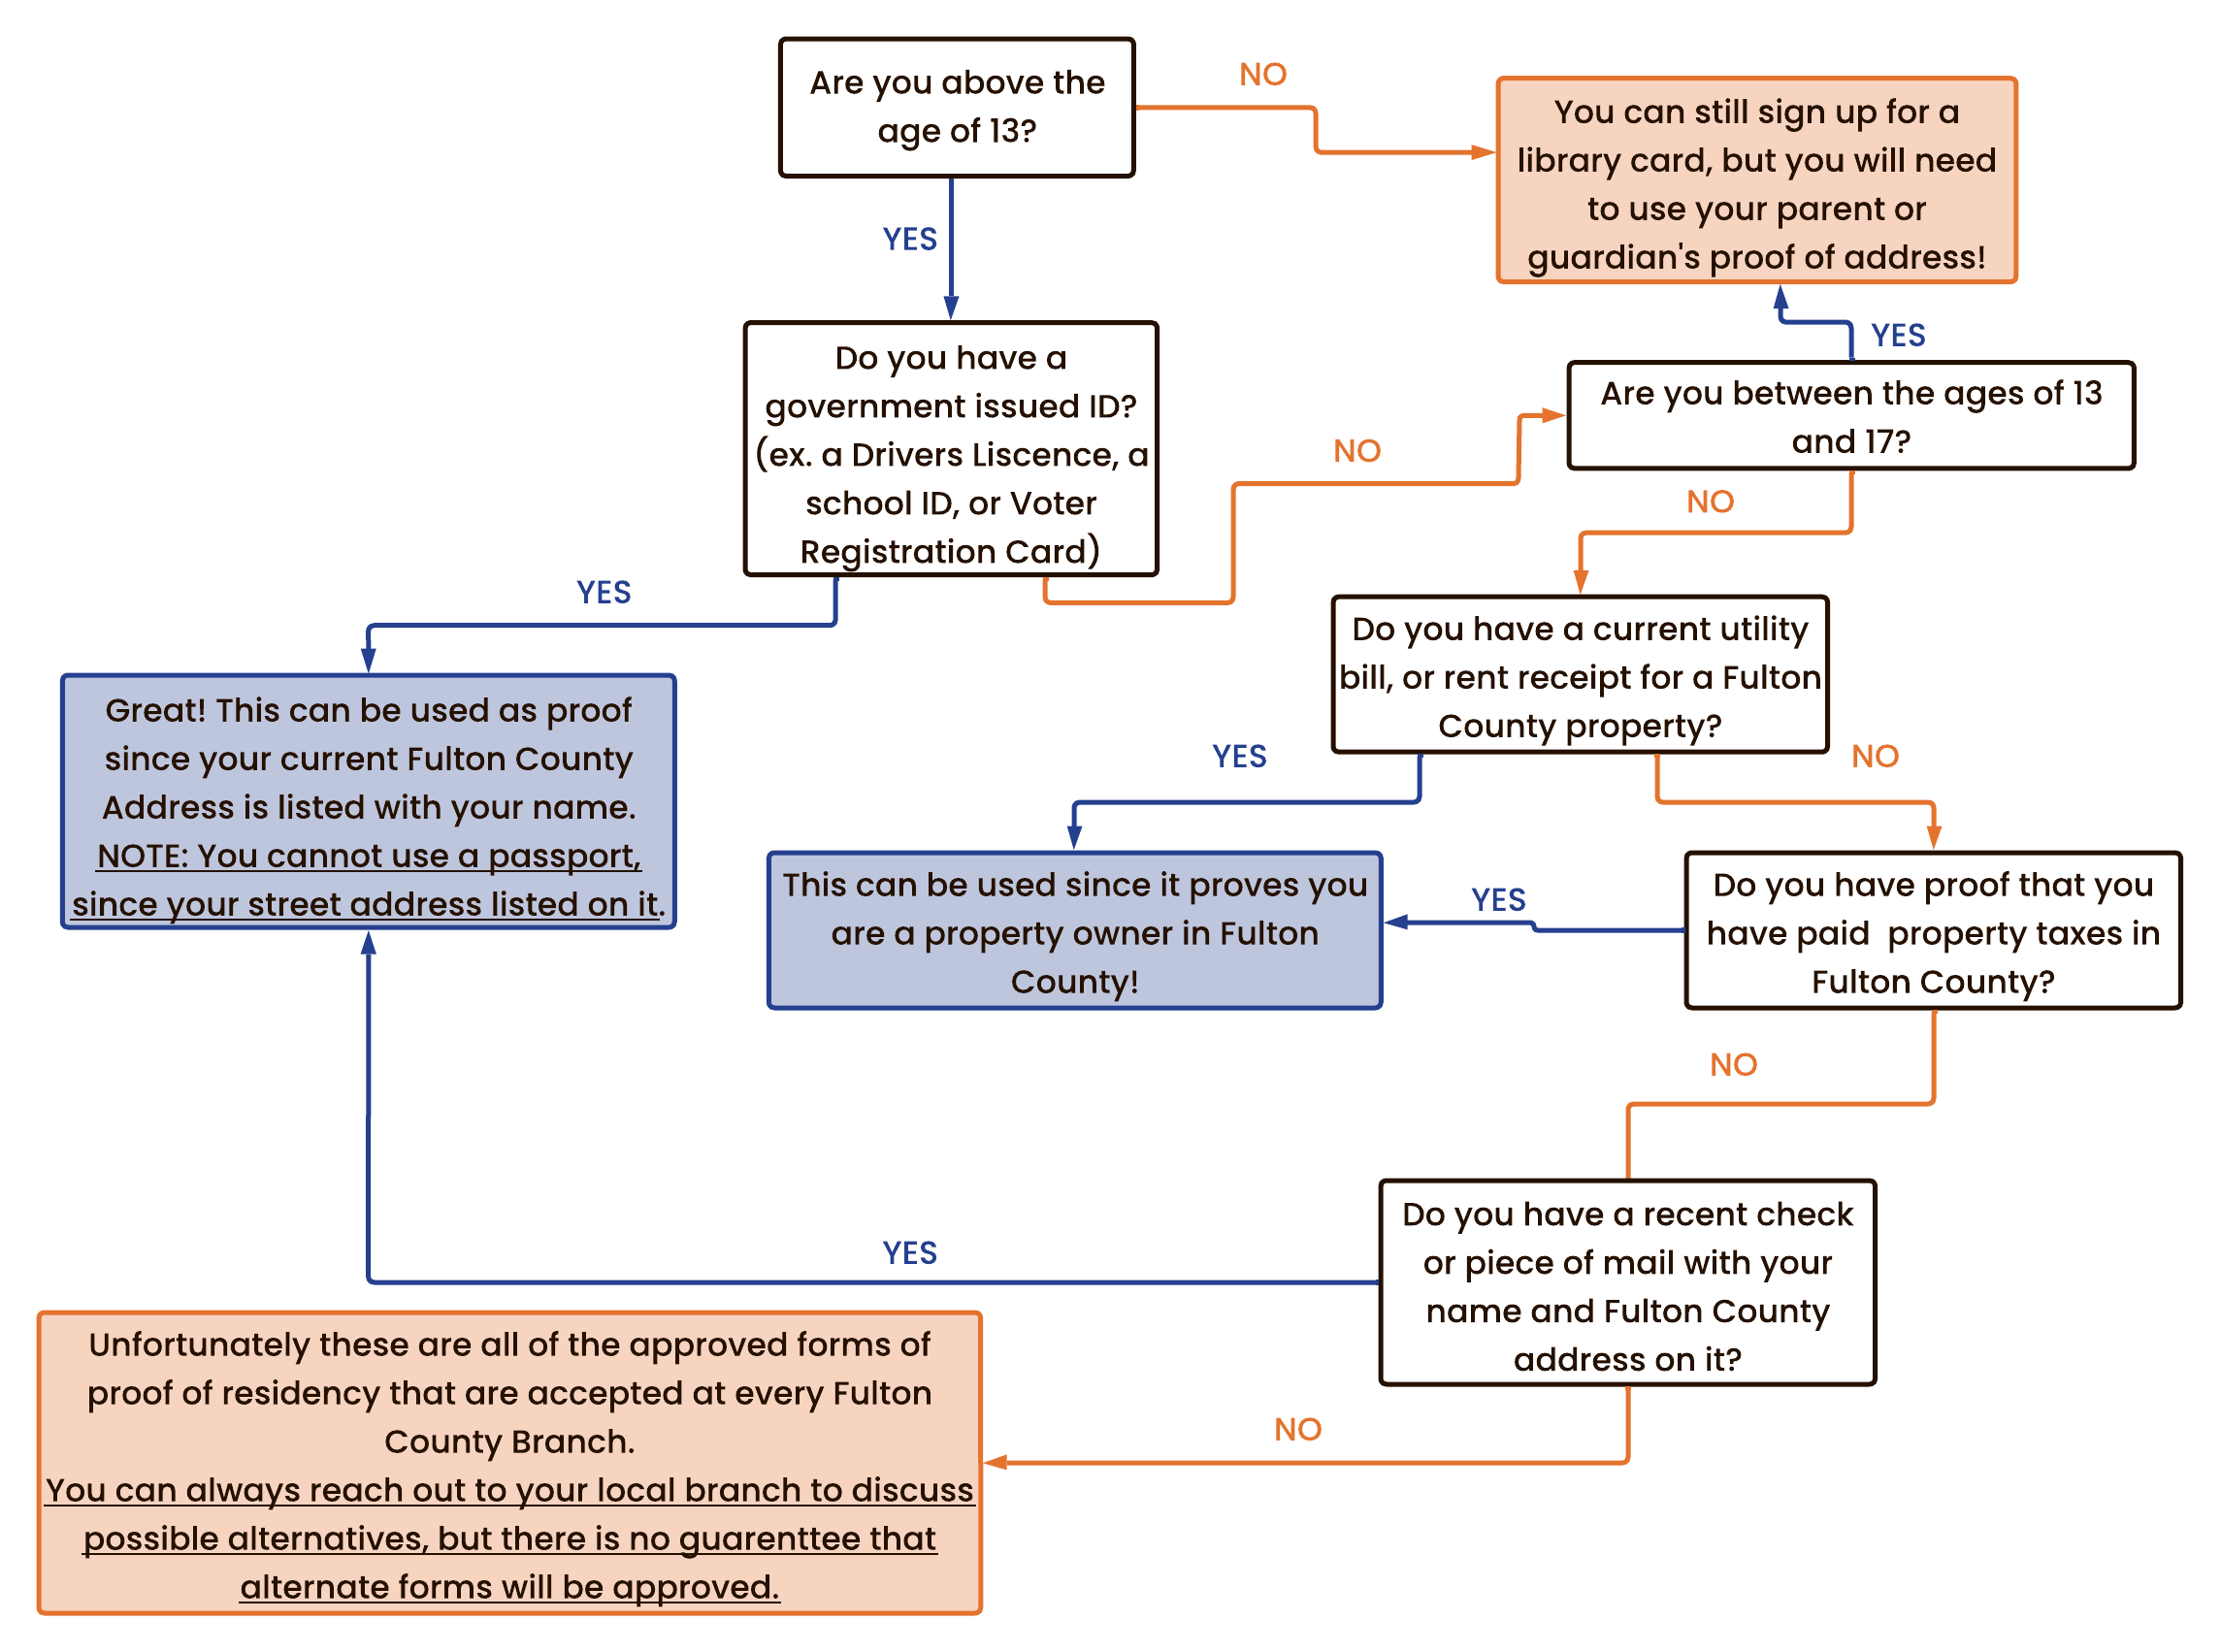 Are you above the
age of 13?
NO
You can still sign up for a
library card, but you will need
to use your parent or
guardian's proof of address!
YES
Do you have a
government issued ID?
(ex. a Drivers Liscence, a
school ID, or Voter
Registration Card)
YES
Are you between the ages of 13
and 17?
NO
NO
YES
Do you have a current utility
bill, or rent receipt for a Fulton
County property?
Great! This can be used as proof
since your current Fulton County
Address is listed with your name.
NOTE: You cannot use a passport,
since your street address listed on it.
YES
NO
This can be used since it proves you
are a property owner in Fulton
County!
YES
Do you have proof that you
have paid  property taxes in
Fulton County?
NO
Do you have a recent check
or piece of mail with your
name and Fulton County
address on it?
YES
Unfortunately these are all of the approved forms of
proof of residency that are accepted at every Fulton
County Branch.
You can always reach out to your local branch to discuss
possible alternatives, but there is no guarenttee that
alternate forms will be approved.
NO